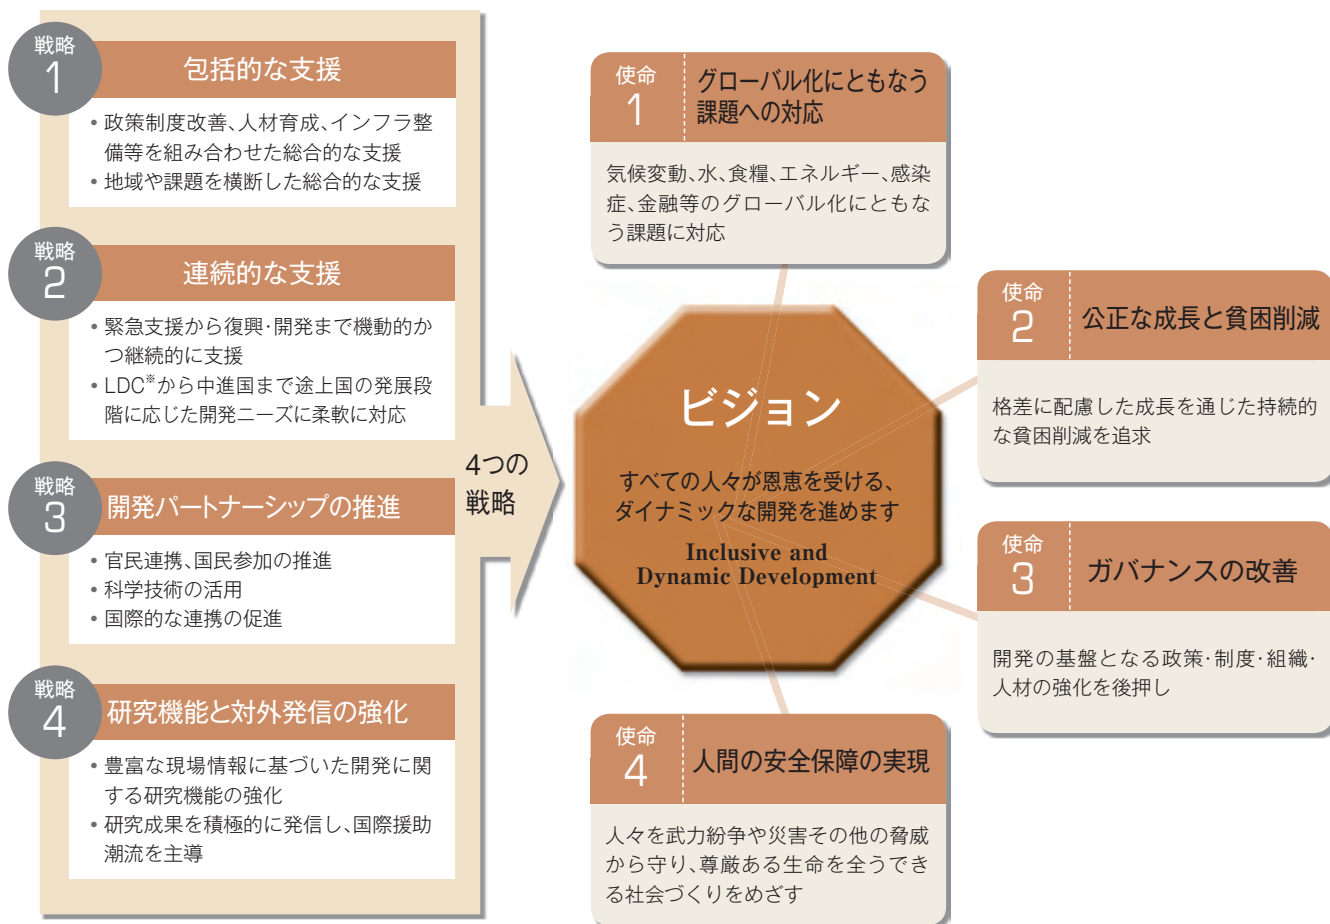 戦略
1
包括的な支援
• 政策制度改善、人材育成、インフラ整
備等を組み合わせた総合的な支援
• 地域や課題を横断した総合的な支援
戦略
2
連続的な支援
• 緊急支援から復興・開発まで機動的か
つ継続的に支援
• LDC※から中進国まで途上国の発展段
階に応じた開発ニーズに柔軟に対応
戦略
3
開発パートナーシップの推進
• 官民連携、国民参加の推進
• 科学技術の活用
• 国際的な連携の促進
戦略
4
研究機能と対外発信の強化
• 豊富な現場情報に基づいた開発に関
する研究機能の強化
• 研究成果を積極的に発信し、国際援助
潮流を主導
4つの
戦略
ビジョン
すべての人々が恩恵を受ける、
ダイナミックな開発を進めます
Inclusive and
Dynamic Development
使命
1
グローバル化にともなう
課題への対応
気候変動、水、食糧、エネルギー、感染
症、金融等のグローバル化にともな
う課題に対応
使命
2
公正な成長と貧困削減
格差に配慮した成長を通じた持続的
な貧困削減を追求
使命
3
ガバナンスの改善
開発の基盤となる政策・制度・組織・
人材の強化を後押し
使命
4
人間の安全保障の実現
人々を武力紛争や災害その他の脅威
から守り、尊厳ある生命を全うでき
る社会づくりをめざす